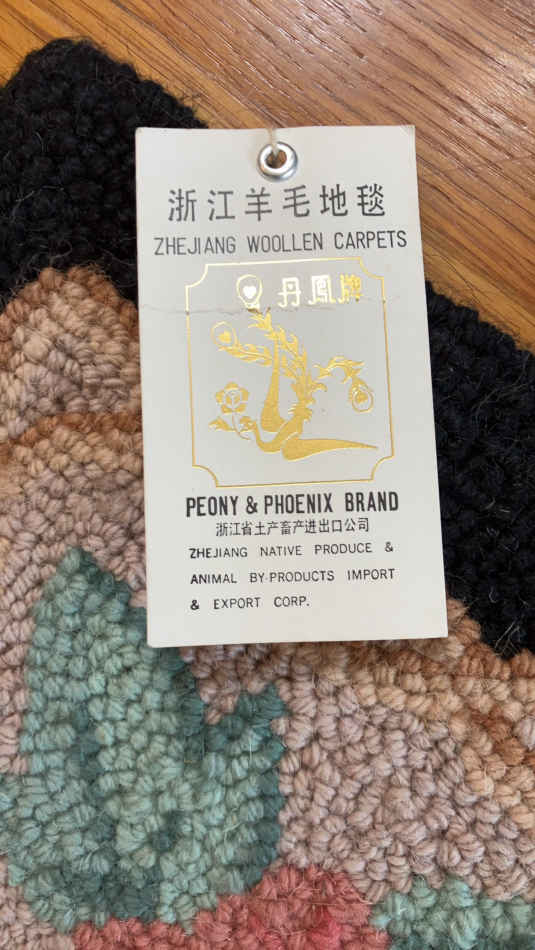 浙江羊毛地毯
ZHEJIANG WOOLLEN CARPETS
丹鳳牌
PEONY & PHOENIX BRAND
浙江省土产畜产进出口公司
ZHEJIANG NATIVE PRODUCE &
ANIMAL BY-PRODUCTS IMPORT
& EXPORT CORP.